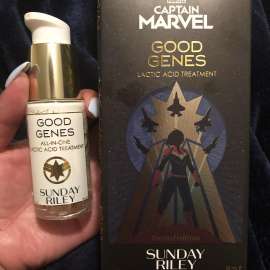 GOOD
GENES
ALL-IN-ONE
LACTIC ACID TREATMENT
SUNDAY
RILEY
CAPTAIN
MARVEL
GOOD
GENES
LACTIC ACID TREATMENT
SUNDAY
RILEY